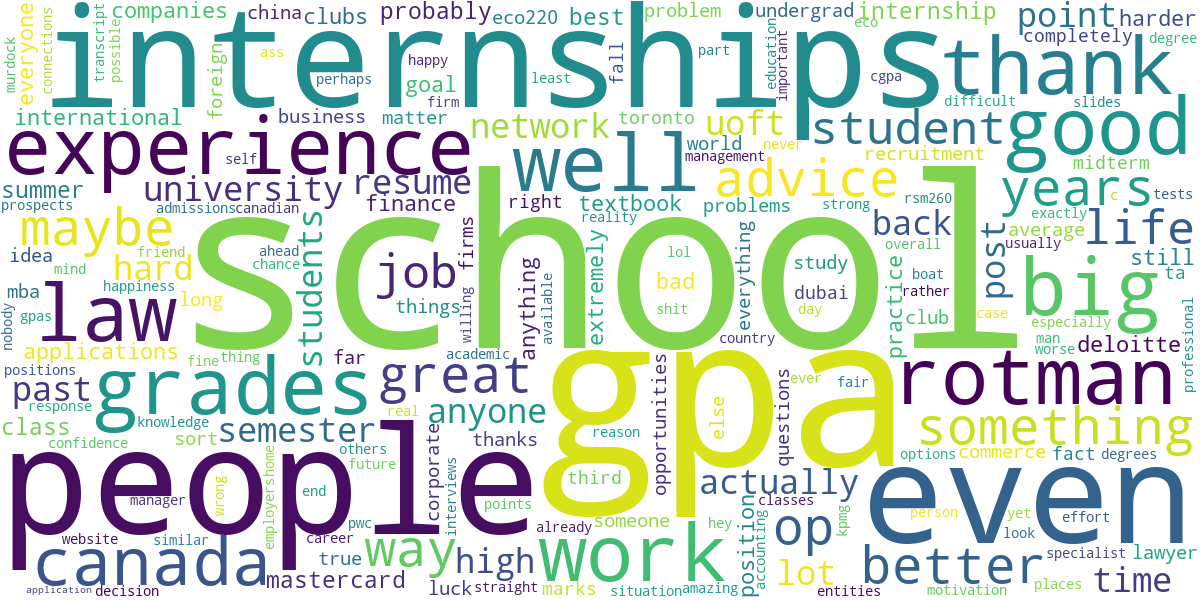 internships
school
gpa
people
even
thank
experience
good
well
student
advice
work
law
big
rotman
grades
great
job
canada
way
better
something
life
years
maybe
hard
university
resume
network
uoft
back
post
point
internship
companies
china
clubs
probably
eco220
best
problem
undergrad
eco
harder
completely
degree
murdock
everyone
connections
transcript
possible
foreign
ass
perhaps
happy
goal
firm
least
fall
part
cgpa
education
important
difficult
slides
international
business
matter
toronto
world
management
never
recruitment
midterm
self
summer
prospects
finance
right
textbook
problems
strong
rsm260
exactly
c
tests
average
usually
admissions
canadian
students
firms
reality
overall
idea
friend
mind
ahead
chance
lol
everything
study
still
ta
mba
happiness
long
things
willing
anything
available
extremely
bad
shit
dubai
day
boat
rather
practice
club
case
especially
man
worse
deloitte
professional
nobody
gpas
applications
fine
thing
far
academic
country
positions
past
response
knowledge
real
anyone
opportunities
else
ever
fair
questions
class
confidence
sort
semester
others
future
corporate
thanks
reason
options
commerce
fact
degrees
employershome
wrong
manager
end
interviews
third
actually
points
already
someone
hey
classes
position
accounting
kpmg
op
person
yet
effort
look
website
similar
pwc
career
true
high
mastercard
luck
straight
marks
situation
amazing
lot
entities
motivation
specialist
places
lawyer
time
application
decision